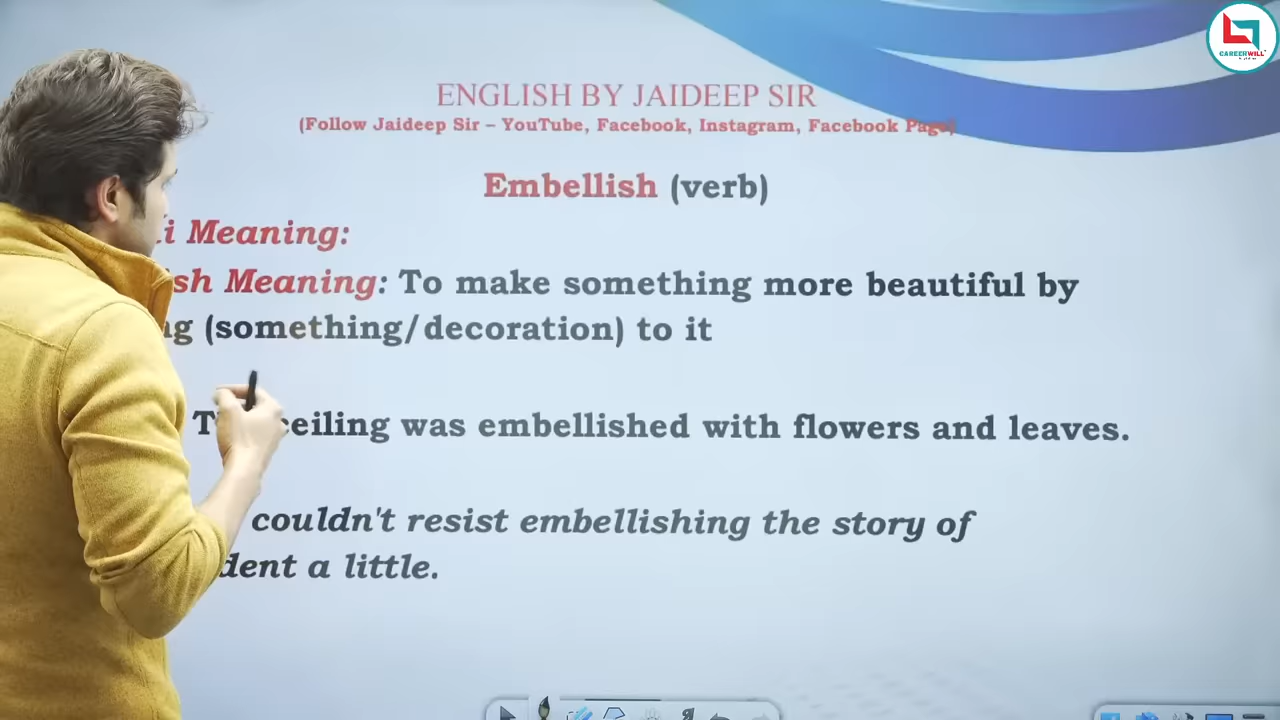 CAREERWILL
ENGLISH BY JAIDEEP SIR
(Follow Jaideep Sir – YouTube, Facebook, Instagram, Facebook Page)
Embellish (verb)
Meaning:
Meaning: To make something more beautiful by
(something/decoration) to it
ceiling was embellished with flowers and leaves.
couldn't resist embellishing the story of
a little.